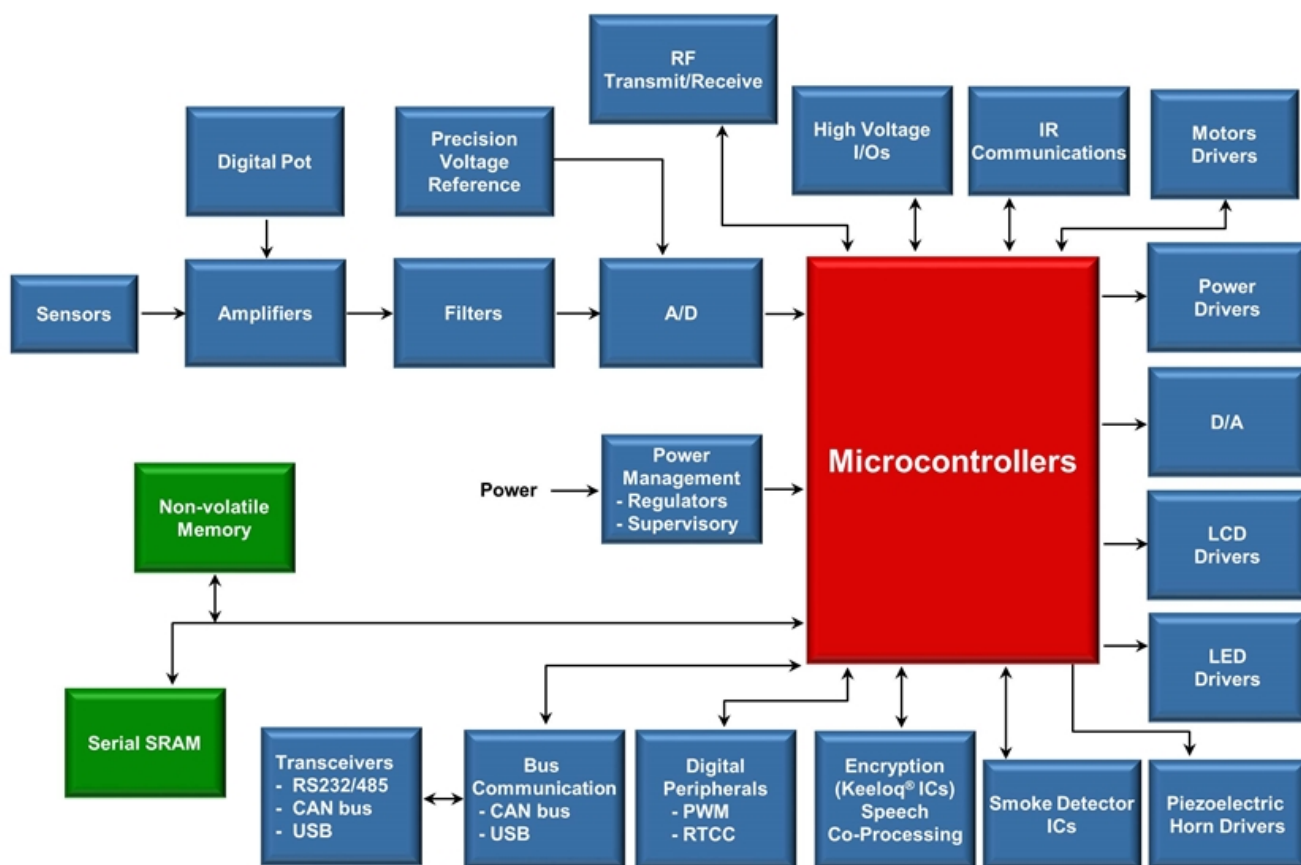 RF
Transmit/Receive
High Voltage
I/Os
IR
Communications
Motors
Drivers
Digital Pot
Precision
Voltage
Reference
Sensors
Amplifiers
Filters
A/D
Microcontrollers
Power
Drivers
D/A
LCD
Drivers
LED
Drivers
Power
Power
Management
- Regulators
- Supervisory
Non-volatile
Memory
Serial SRAM
Transceivers
- RS232/485
- CAN bus
- USB
Bus
Communication
- CAN bus
- USB
Digital
Peripherals
- PWM
- RTCC
Encryption
(Keeloq® ICs)
Speech
Co-Processing
Smoke Detector
ICs
Piezoelectric
Horn Drivers